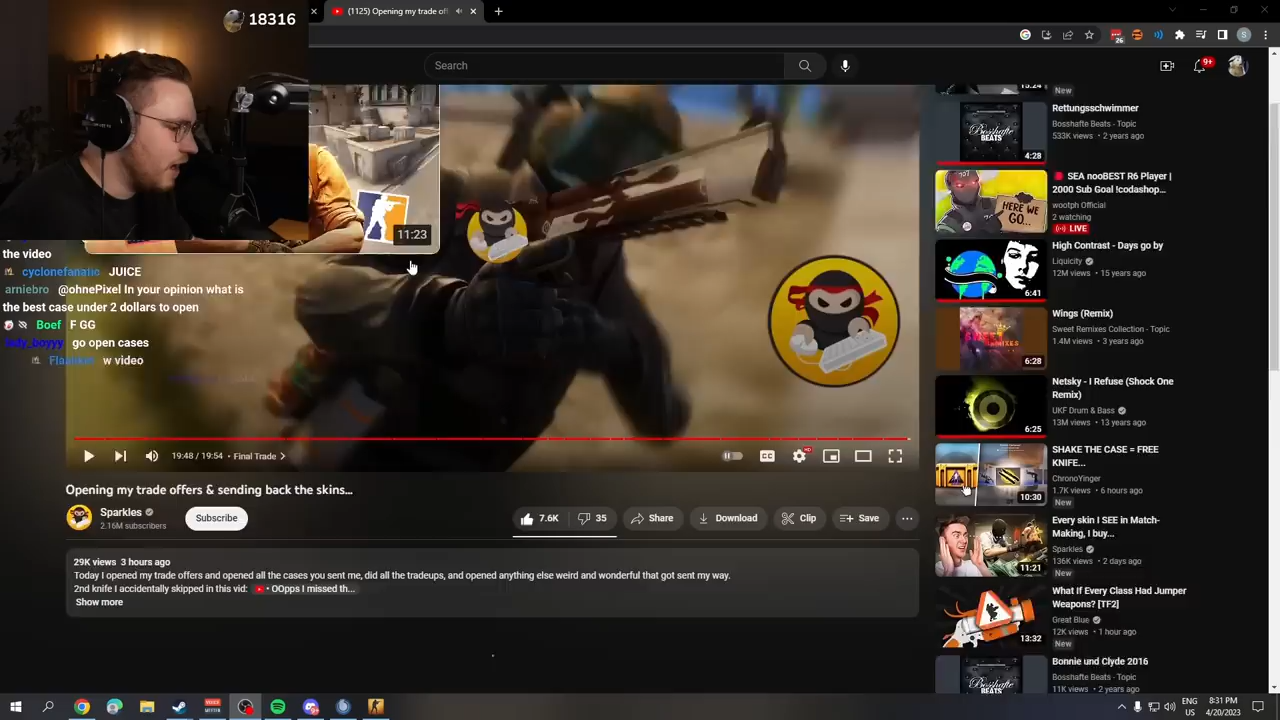 18316
(1125) Opening my trade of
Search
26
S
9+
11:23
the video
cyclonefanatic JUICE
arniebro @ohnePixel In your opinion what is
the best case under 2 dollars to open
Boef F GG
go open cases
w video
19:48 / 19:54 • Final Trade
CC
HD
Opening my trade offers & sending back the skins...
Sparkles
2.16M subscribers
Subscribe
7.6K
35
Share
Download
Clip
Save
29K views 3 hours ago
Today I opened my trade offers and opened all the cases you sent me, did all the tradeups, and opened anything else weird and wonderful that got sent my way.
2nd knife I accidentally skipped in this vid: • OOpps I missed th...
Show more
New
Rettungsschwimmer
Bosshafte Beats - Topic
533K views • 2 years ago
Bosshafte
BEATS
4:28
SEA nooBEST R6 Player |
2000 Sub Goal !codashop...
wootph Official
2 watching
LIVE
HERE WE
GO...
High Contrast - Days go by
Liquicity
12M views • 15 years ago
6:41
Wings (Remix)
Sweet Remixes Collection - Topic
1.4M views • 3 years ago
6:28
Netsky - I Refuse (Shock One
Remix)
UKF Drum & Bass
13M views • 13 years ago
6:25
SHAKE THE CASE = FREE
KNIFE...
ChronoYinger
1.7K views • 6 hours ago
New
10:30
Every skin I SEE in Match-
Making, I buy...
Sparkles
136K views • 2 days ago
New
11:21
What If Every Class Had Jumper
Weapons? [TF2]
Great Blue
12K views • 1 hour ago
New
13:32
Bonnie und Clyde 2016
Bosshafte Beats - Topic
11K views • 2 years ago
Bosshafte
ENG
US
8:31 PM
4/20/2023